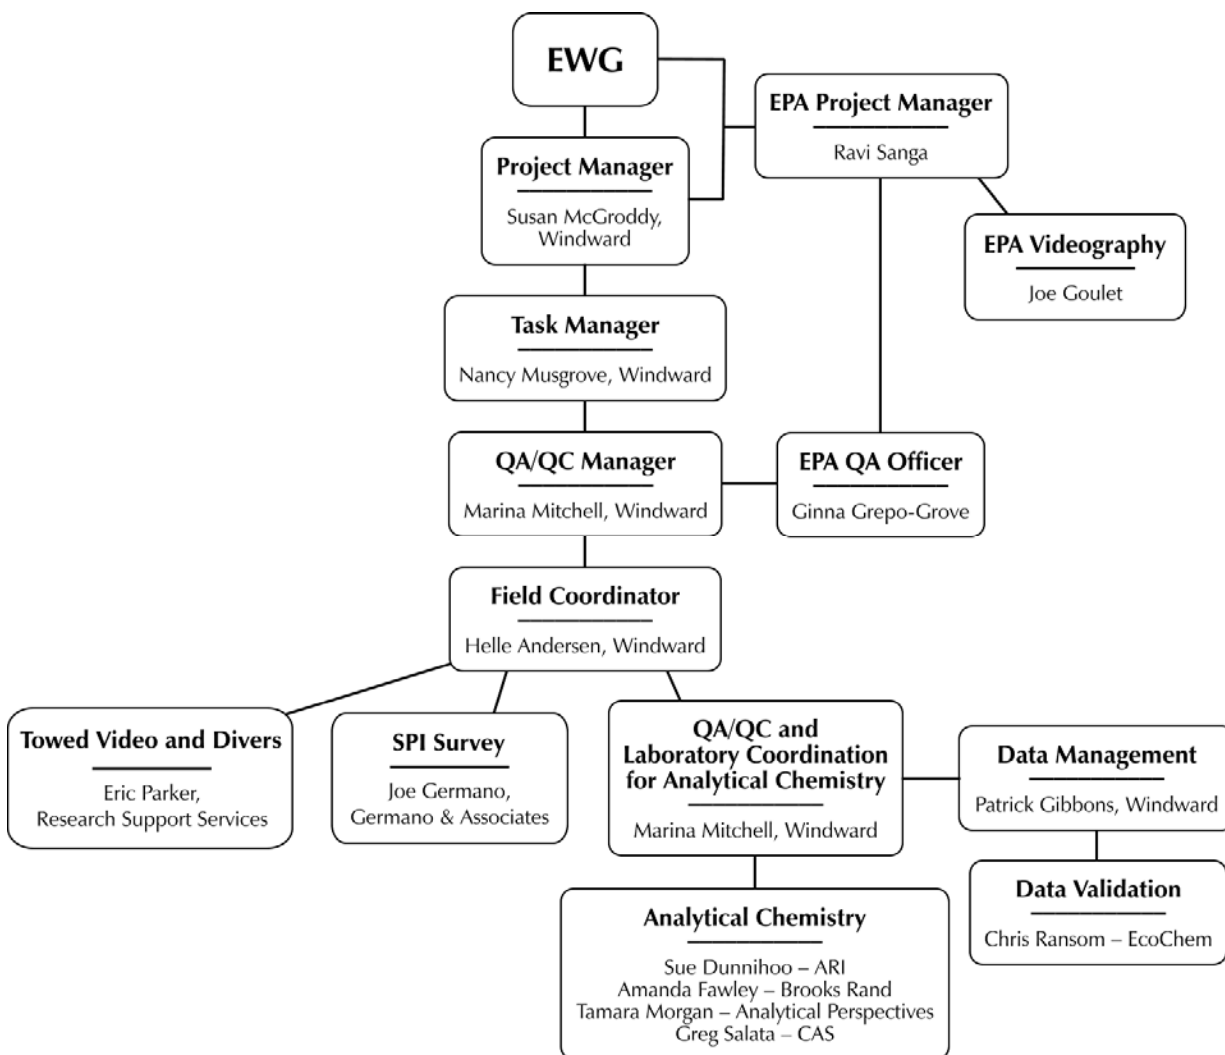 EWG
EPA Project Manager
Ravi Sanga
Project Manager
Susan McGroddy,
Windward
EPA Videography
Joe Goulet
Task Manager
Nancy Musgrove, Windward
QA/QC Manager
Marina Mitchell, Windward
EPA QA Officer
Ginna Grepo-Grove
Field Coordinator
Helle Andersen, Windward
Towed Video and Divers
Eric Parker,
Research Support Services
SPI Survey
Joe Germano,
Germano & Associates
QA/QC and
Laboratory Coordination
for Analytical Chemistry
Marina Mitchell, Windward
Data Management
Patrick Gibbons, Windward
Data Validation
Chris Ransom – EcoChem
Analytical Chemistry
Sue Dunnihoo – ARI
Amanda Fawley – Brooks Rand
Tamara Morgan – Analytical Perspectives
Greg Salata – CAS